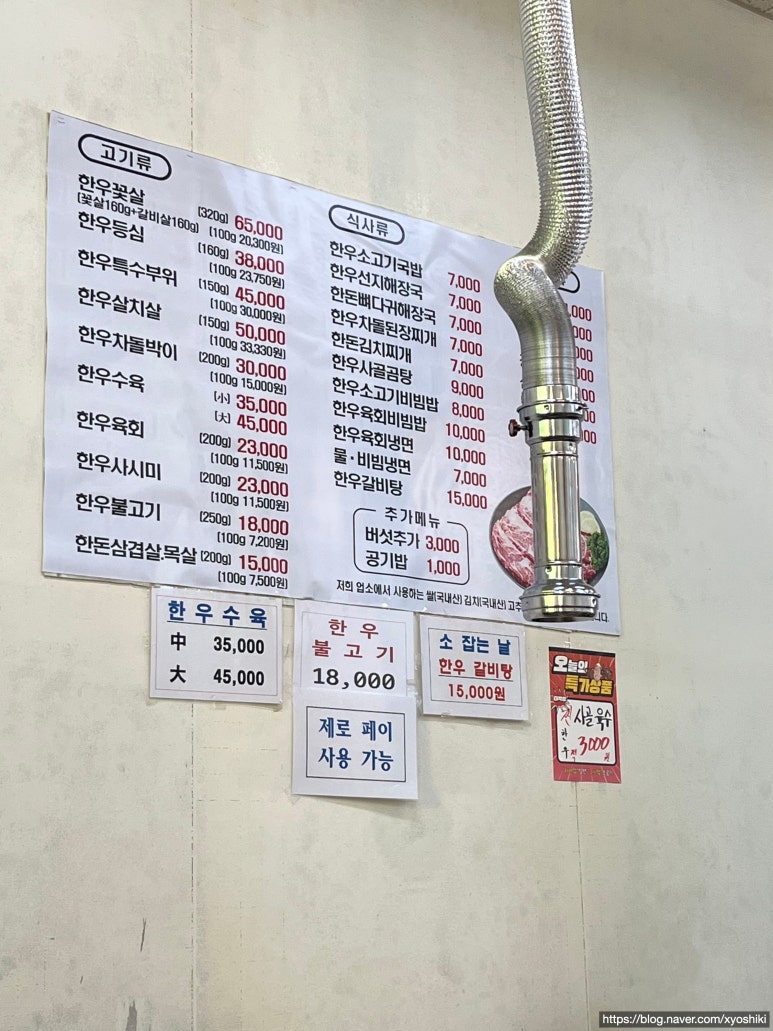 고기류
한우꽃살 (320g) 65,000
(꽃살160g+갈비살160g) (100g 20,300원)
한우등심 (160g) 38,000
(100g 23,750원)
한우특수부위 (150g) 45,000
(100g 30,000원)
한우살치살 (150g) 50,000
(100g 33,330원)
한우차돌박이 (200g) 30,000
(100g 15,000원)
한우수육 (小) 35,000
(大) 45,000
한우육회 (200g) 23,000
(100g 11,500원)
한우사시미 (200g) 23,000
(100g 11,500원)
한우불고기 (250g) 18,000
(100g 7,200원)
한돈삼겹살.목살 (200g) 15,000
(100g 7,500원)
식사류
한우소고기국밥 7,000
한우선지해장국 7,000
한돈뼈다귀해장국 7,000
한우차돌된장찌개 7,000
한돈김치찌개 7,000
한우사골곰탕 9,000
한우소고기비빔밥 8,000
한우육회비빔밥 10,000
한우육회냉면 10,000
물·비빔냉면 7,000
한우갈비탕 15,000
추가메뉴
버섯추가 3,000
공기밥 1,000
저희 업소에서 사용하는 쌀(국내산) 김치(국내산)
한우수육
中 35,000
大 45,000
한우
불고기
18,000
제로 페이
사용 가능
소 잡는 날
한우 갈비탕
15,000원
오늘의
특가상품
사골육수
한우
3000
https://blog.naver.com/xyoshiki